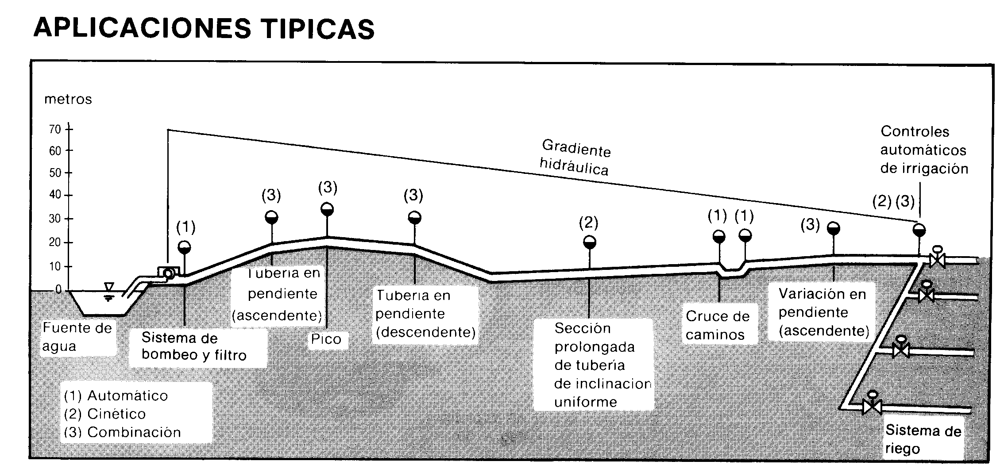 APLICACIONES TIPICAS
metros
70
60
50
40
30
20
10
0
Gradiente
hidráulica
Controles
automáticos
de irrigación
(1)
(3)
(3)
(3)
(2)
(1) (1)
(3)
(2) (3)
Fuente de
agua
Sistema de
bombeo y filtro
Tuberia en
pendiente
(ascendente)
Pico
Tuberia en
pendiente
(descendente)
Sección
prolongada
de tubería
de inclinacion
uniforme
Cruce de
caminos
Variación en
pendiente
(ascendente)
Sistema de
riego
(1) Automático
(2) Cinético
(3) Combinación